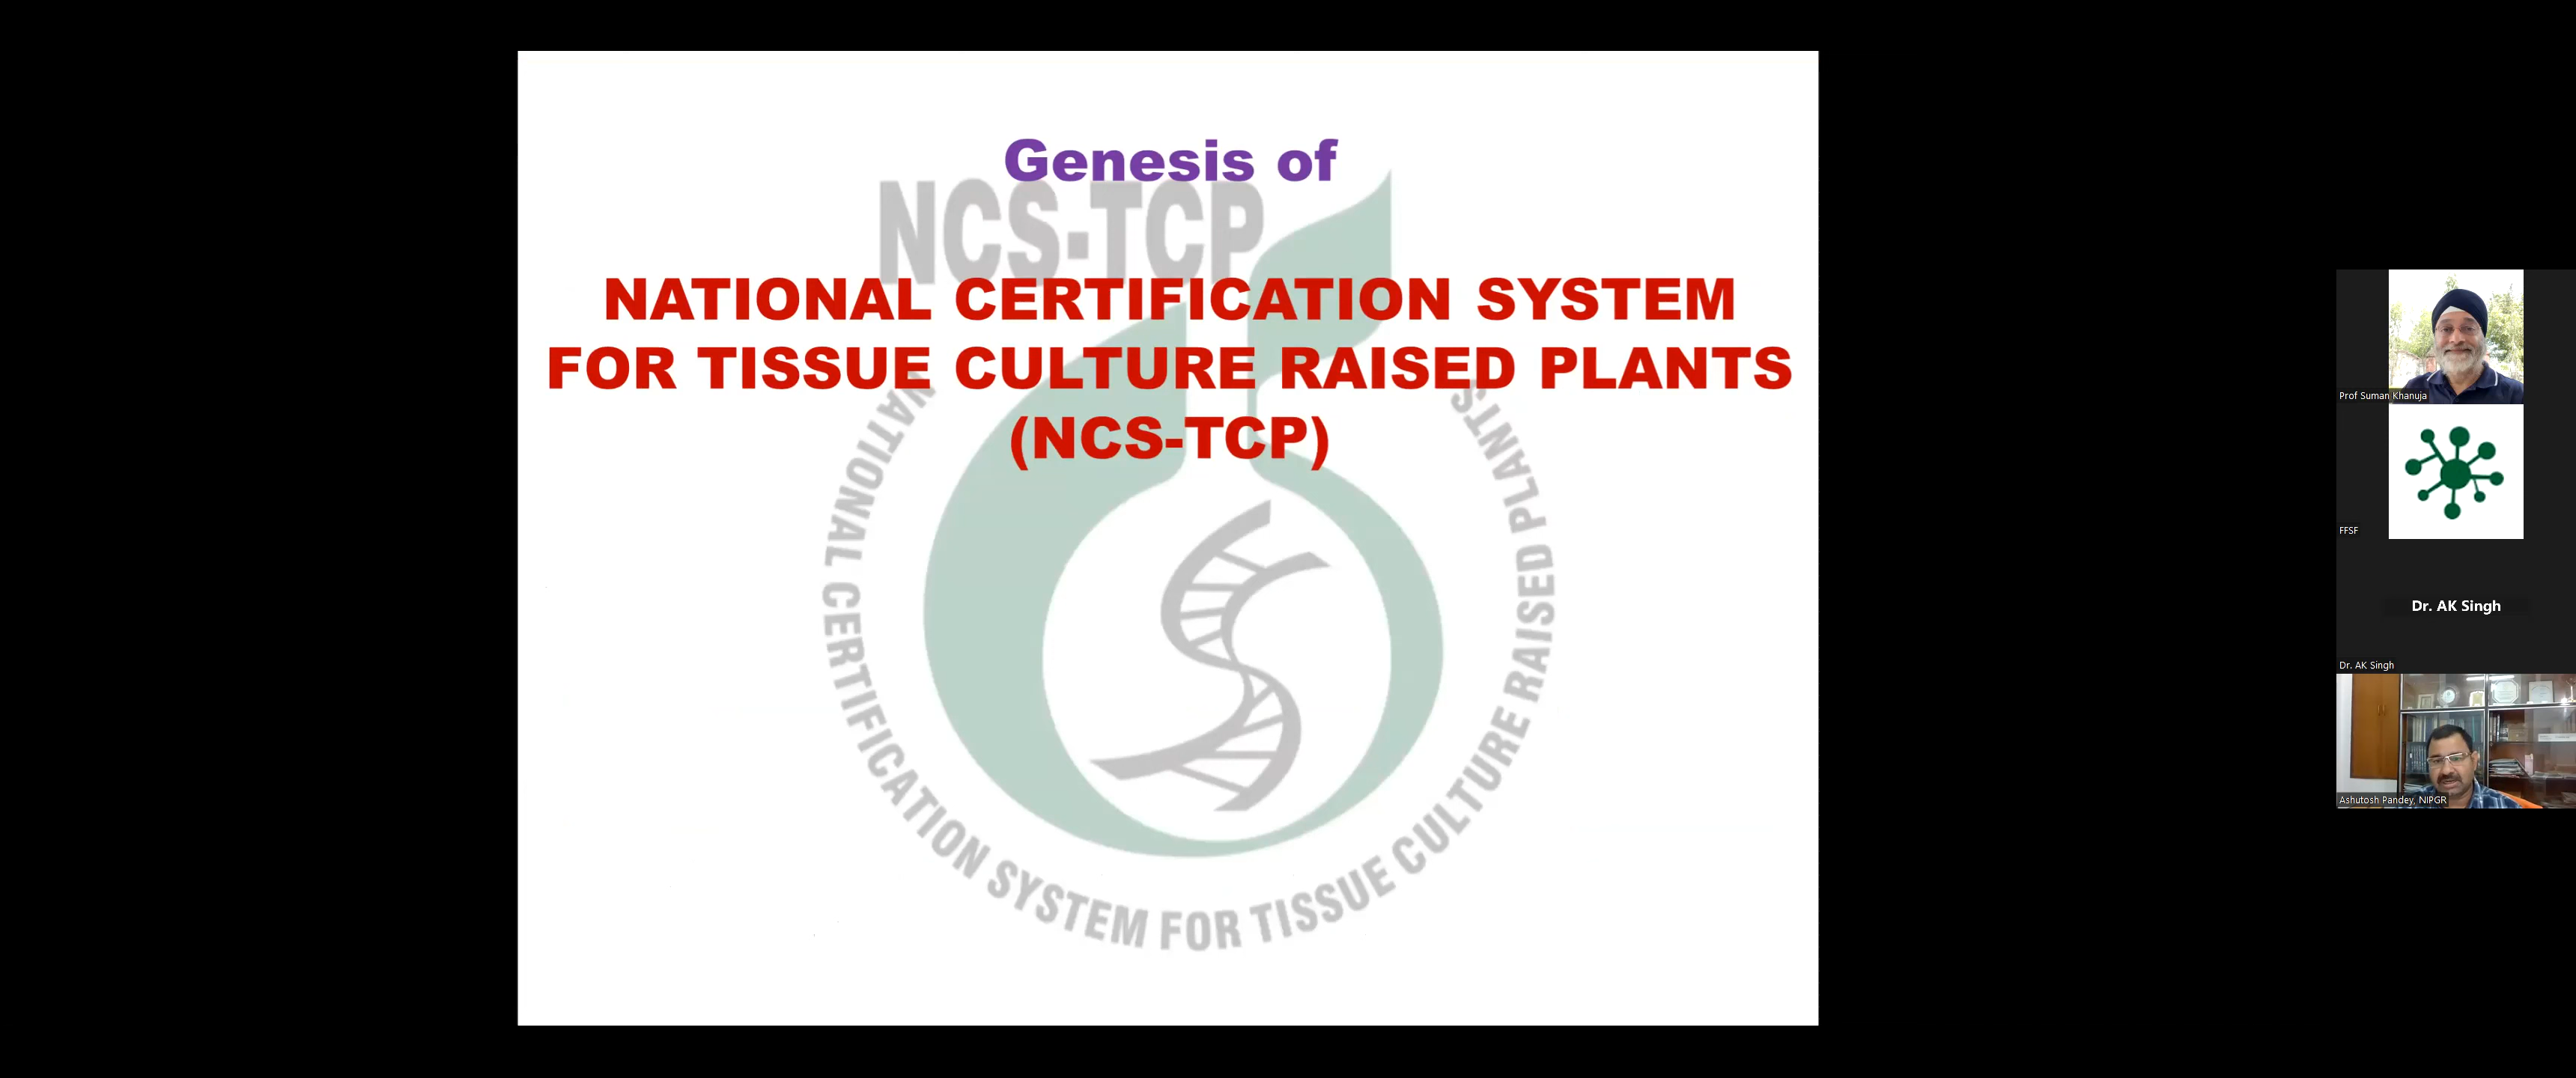 Genesis of
NCS-TCP
NATIONAL CERTIFICATION SYSTEM
FOR TISSUE CULTURE RAISED PLANTS
(NCS-TCP)
NATIONAL CERTIFICATION SYSTEM FOR TISSUE CULTURE RAISED PLANTS
Prof Suman Khanuja
FFSF
Dr. AK Singh
Dr. AK Singh
Ashutosh Pandey, NIPGR